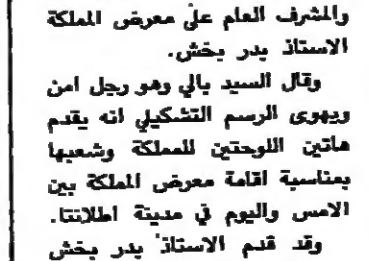 والمشرف العام على معرض المملكة
الاستاذ بدر بخش.
وقال السيد بالي وهو رجل امن
ويهوى الرسم التشكيلي انه يقدم
هاتين اللوحتين للمملكة وشعبها
بمناسبة اقامة معرض المملكة بين
الامس واليوم في مدينة اطلانتا.
وقد قدم الاستاذ بدر بخش